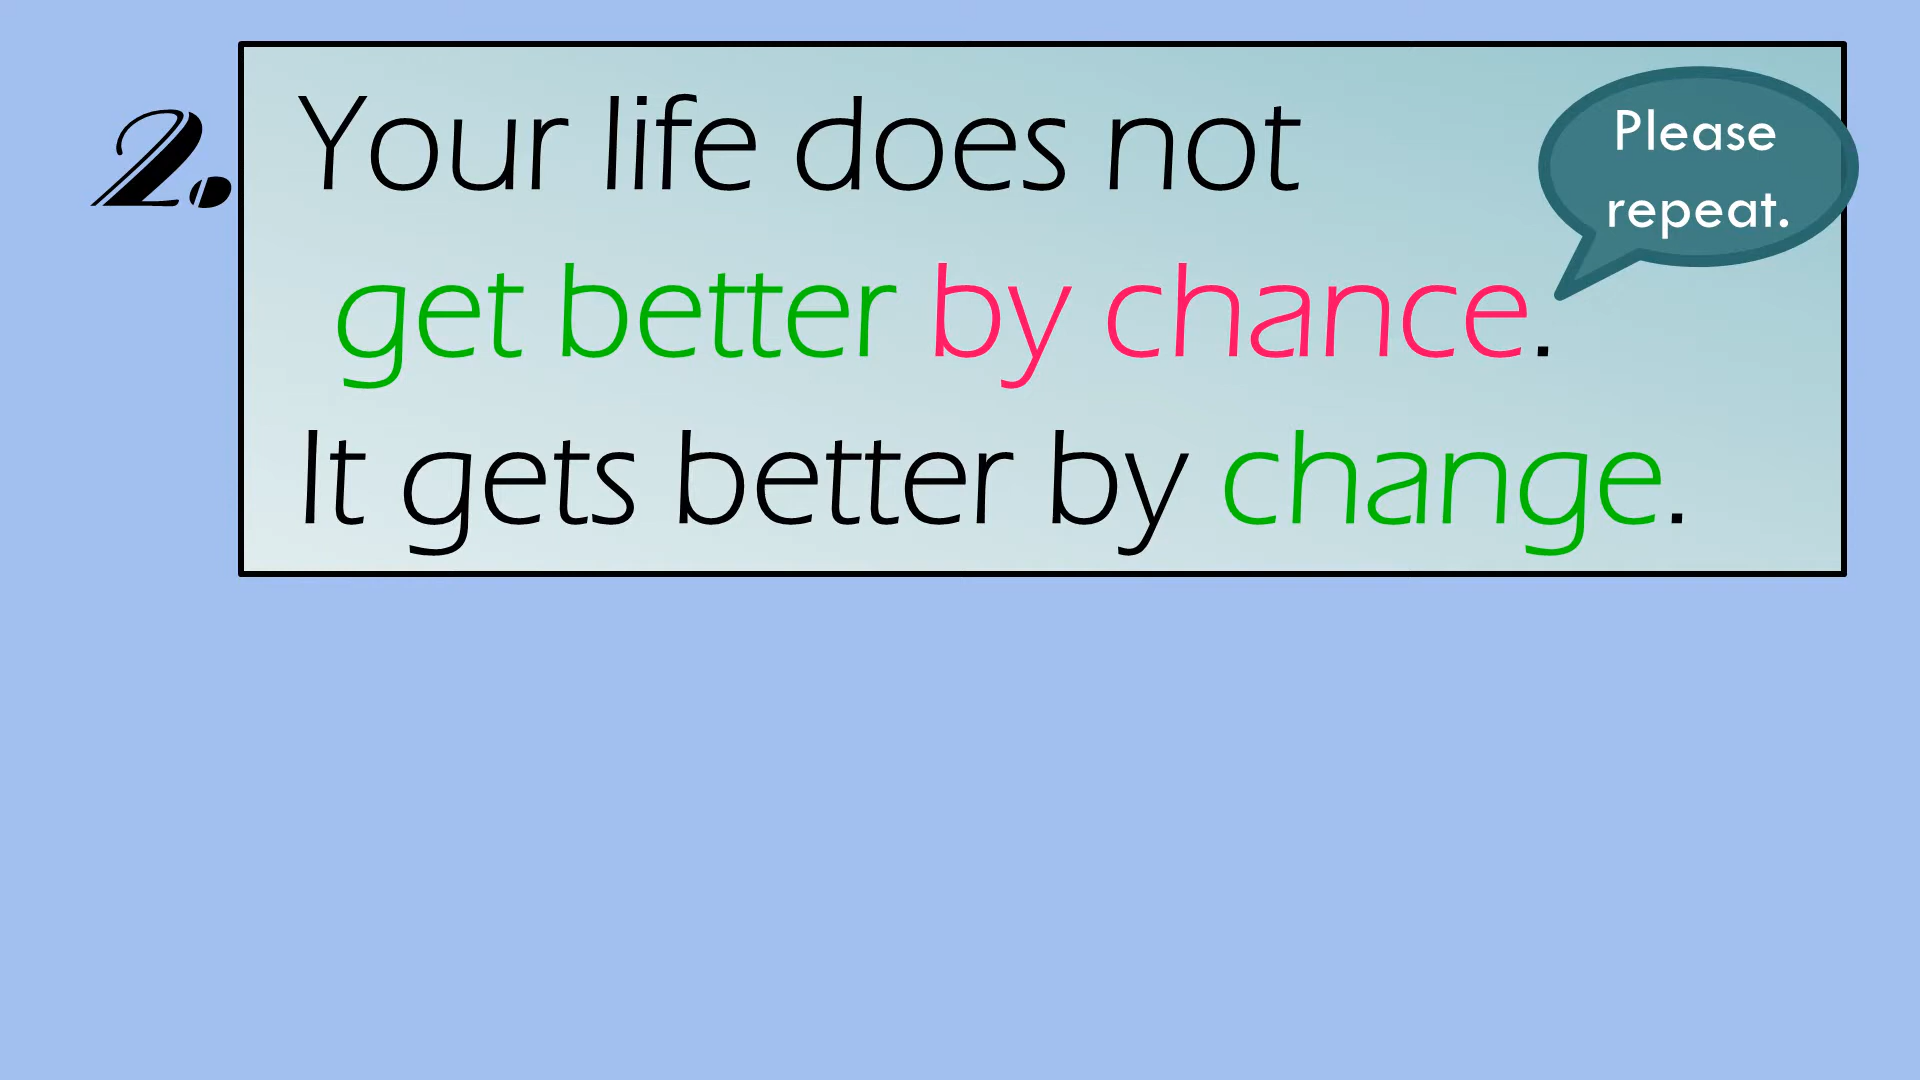 2.
Your life does not
get better by chance.
It gets better by change.
Please
repeat.